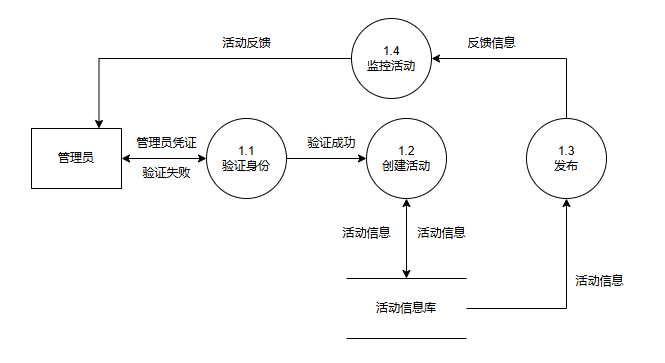 1.4
监控活动
活动反馈
反馈信息
管理员
管理员凭证
验证失败
1.1
验证身份
验证成功
1.2
创建活动
1.3
发布
活动信息
活动信息
活动信息
活动信息库